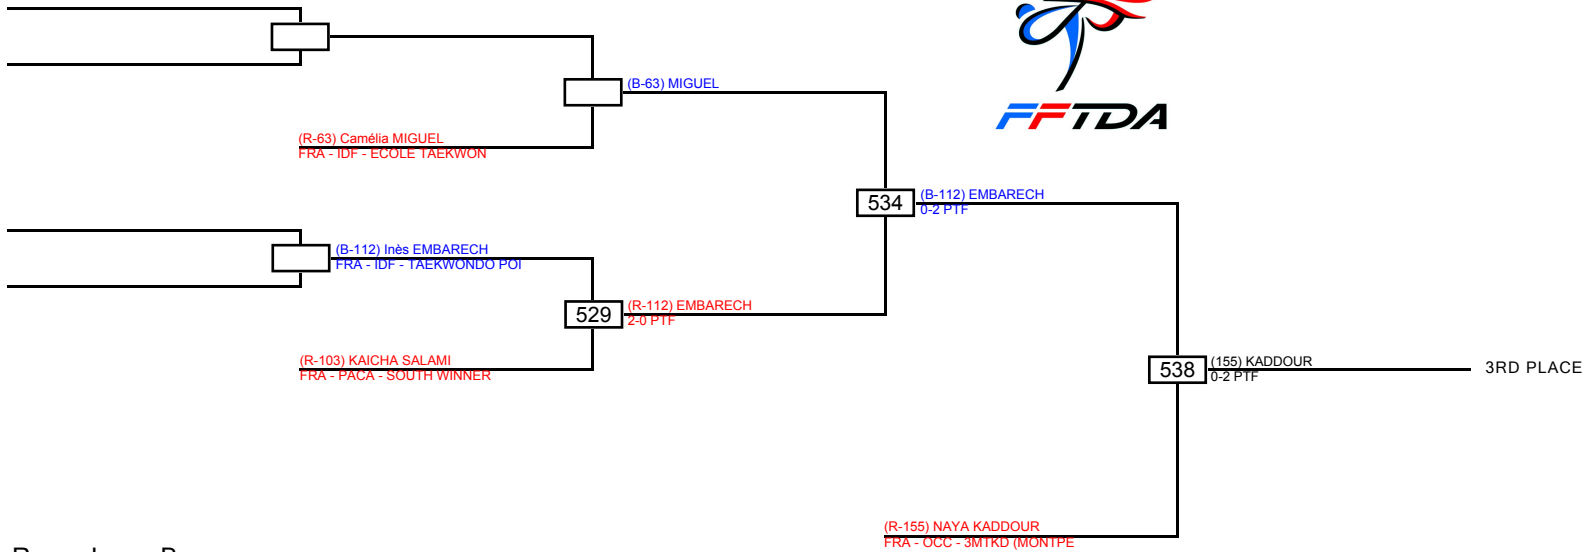 (B-63) MIGUEL
FFTDA
(R-63) Camélia MIGUEL
FRA - IDF - ECOLE TAEKWON
534
(B-112) EMBARECH
0-2 PTF
(B-112) Inès EMBARECH
FRA - IDF - TAEKWONDO POI
529
(R-112) EMBARECH
2-0 PTF
(R-103) KAICHA SALAMI
FRA - PACA - SOUTH WINNER
538
(155) KADDOUR
0-2 PTF
3RD PLACE
(R-155) NAYA KADDOUR
FRA - OCC - 3MTKD (MONTPE